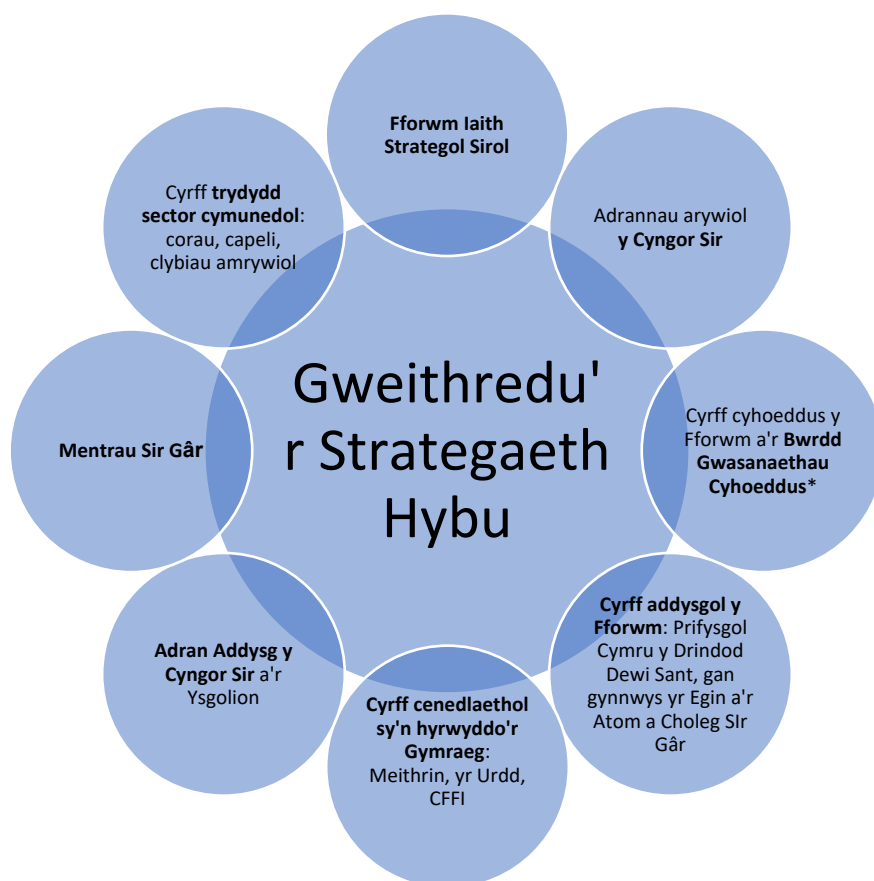 Fforwm Iaith
Strategol Sirol
Cyrff trydydd
sector cymunedol:
corau, capeli,
clybiau amrywiol
Adrannau arywiol
y Cyngor Sir
Gweithredu'
r Strategaeth
Hybu
Mentrau Sir Gâr
Cyrff cyhoeddus y
Fforwm a'r Bwrdd
Gwasanaethau
Cyhoeddus*
Adran Addysg y
Cyngor Sir a'r
Ysgolion
Cyrff cenedlaethol
sy'n hyrwyddo'r
Gymraeg:
Meithrin, yr Urdd,
CFFI
Cyrff addysgol y
Fforwm: Prifysgol
Cymru y Drindod
Dewi Sant, gan
gynnwys yr Egin a'r
Atom a Choleg SIr
Gâr